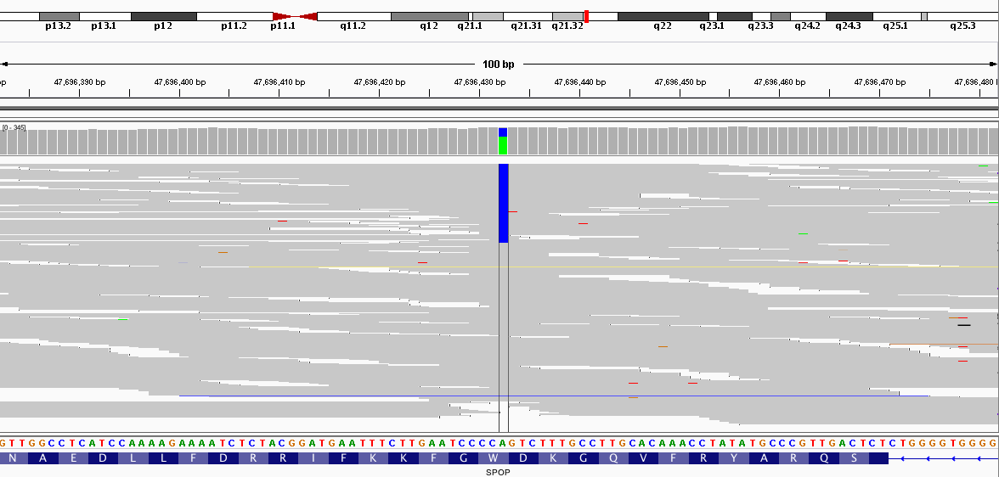 p13.2 p13.1 p12 p11.2 p11.1 q11.2 q12 q21.1 q21.31 q21.32 q22 q23.1 q23.3 q24.2 q24.3 q25.1 q25.3
100 bp
bp 47,696,390 bp 47,696,400 bp 47,696,410 bp 47,696,420 bp 47,696,430 bp 47,696,440 bp 47,696,450 bp 47,696,460 bp 47,696,470 bp 47,696,480
[0 - 345]
G T T G G C C T C A T C C A A A A G A A A A T C T C T A C G G A T G A A T T T C T T G A A T C C C C A G T C T T T G C C T T G C A C A A A C C T A T A T G C C C G T T G A C T C T C T G G G G T G G G G
N A E D L L F D R R I F K K F G W D K G Q V F R Y A R Q S
SPOP